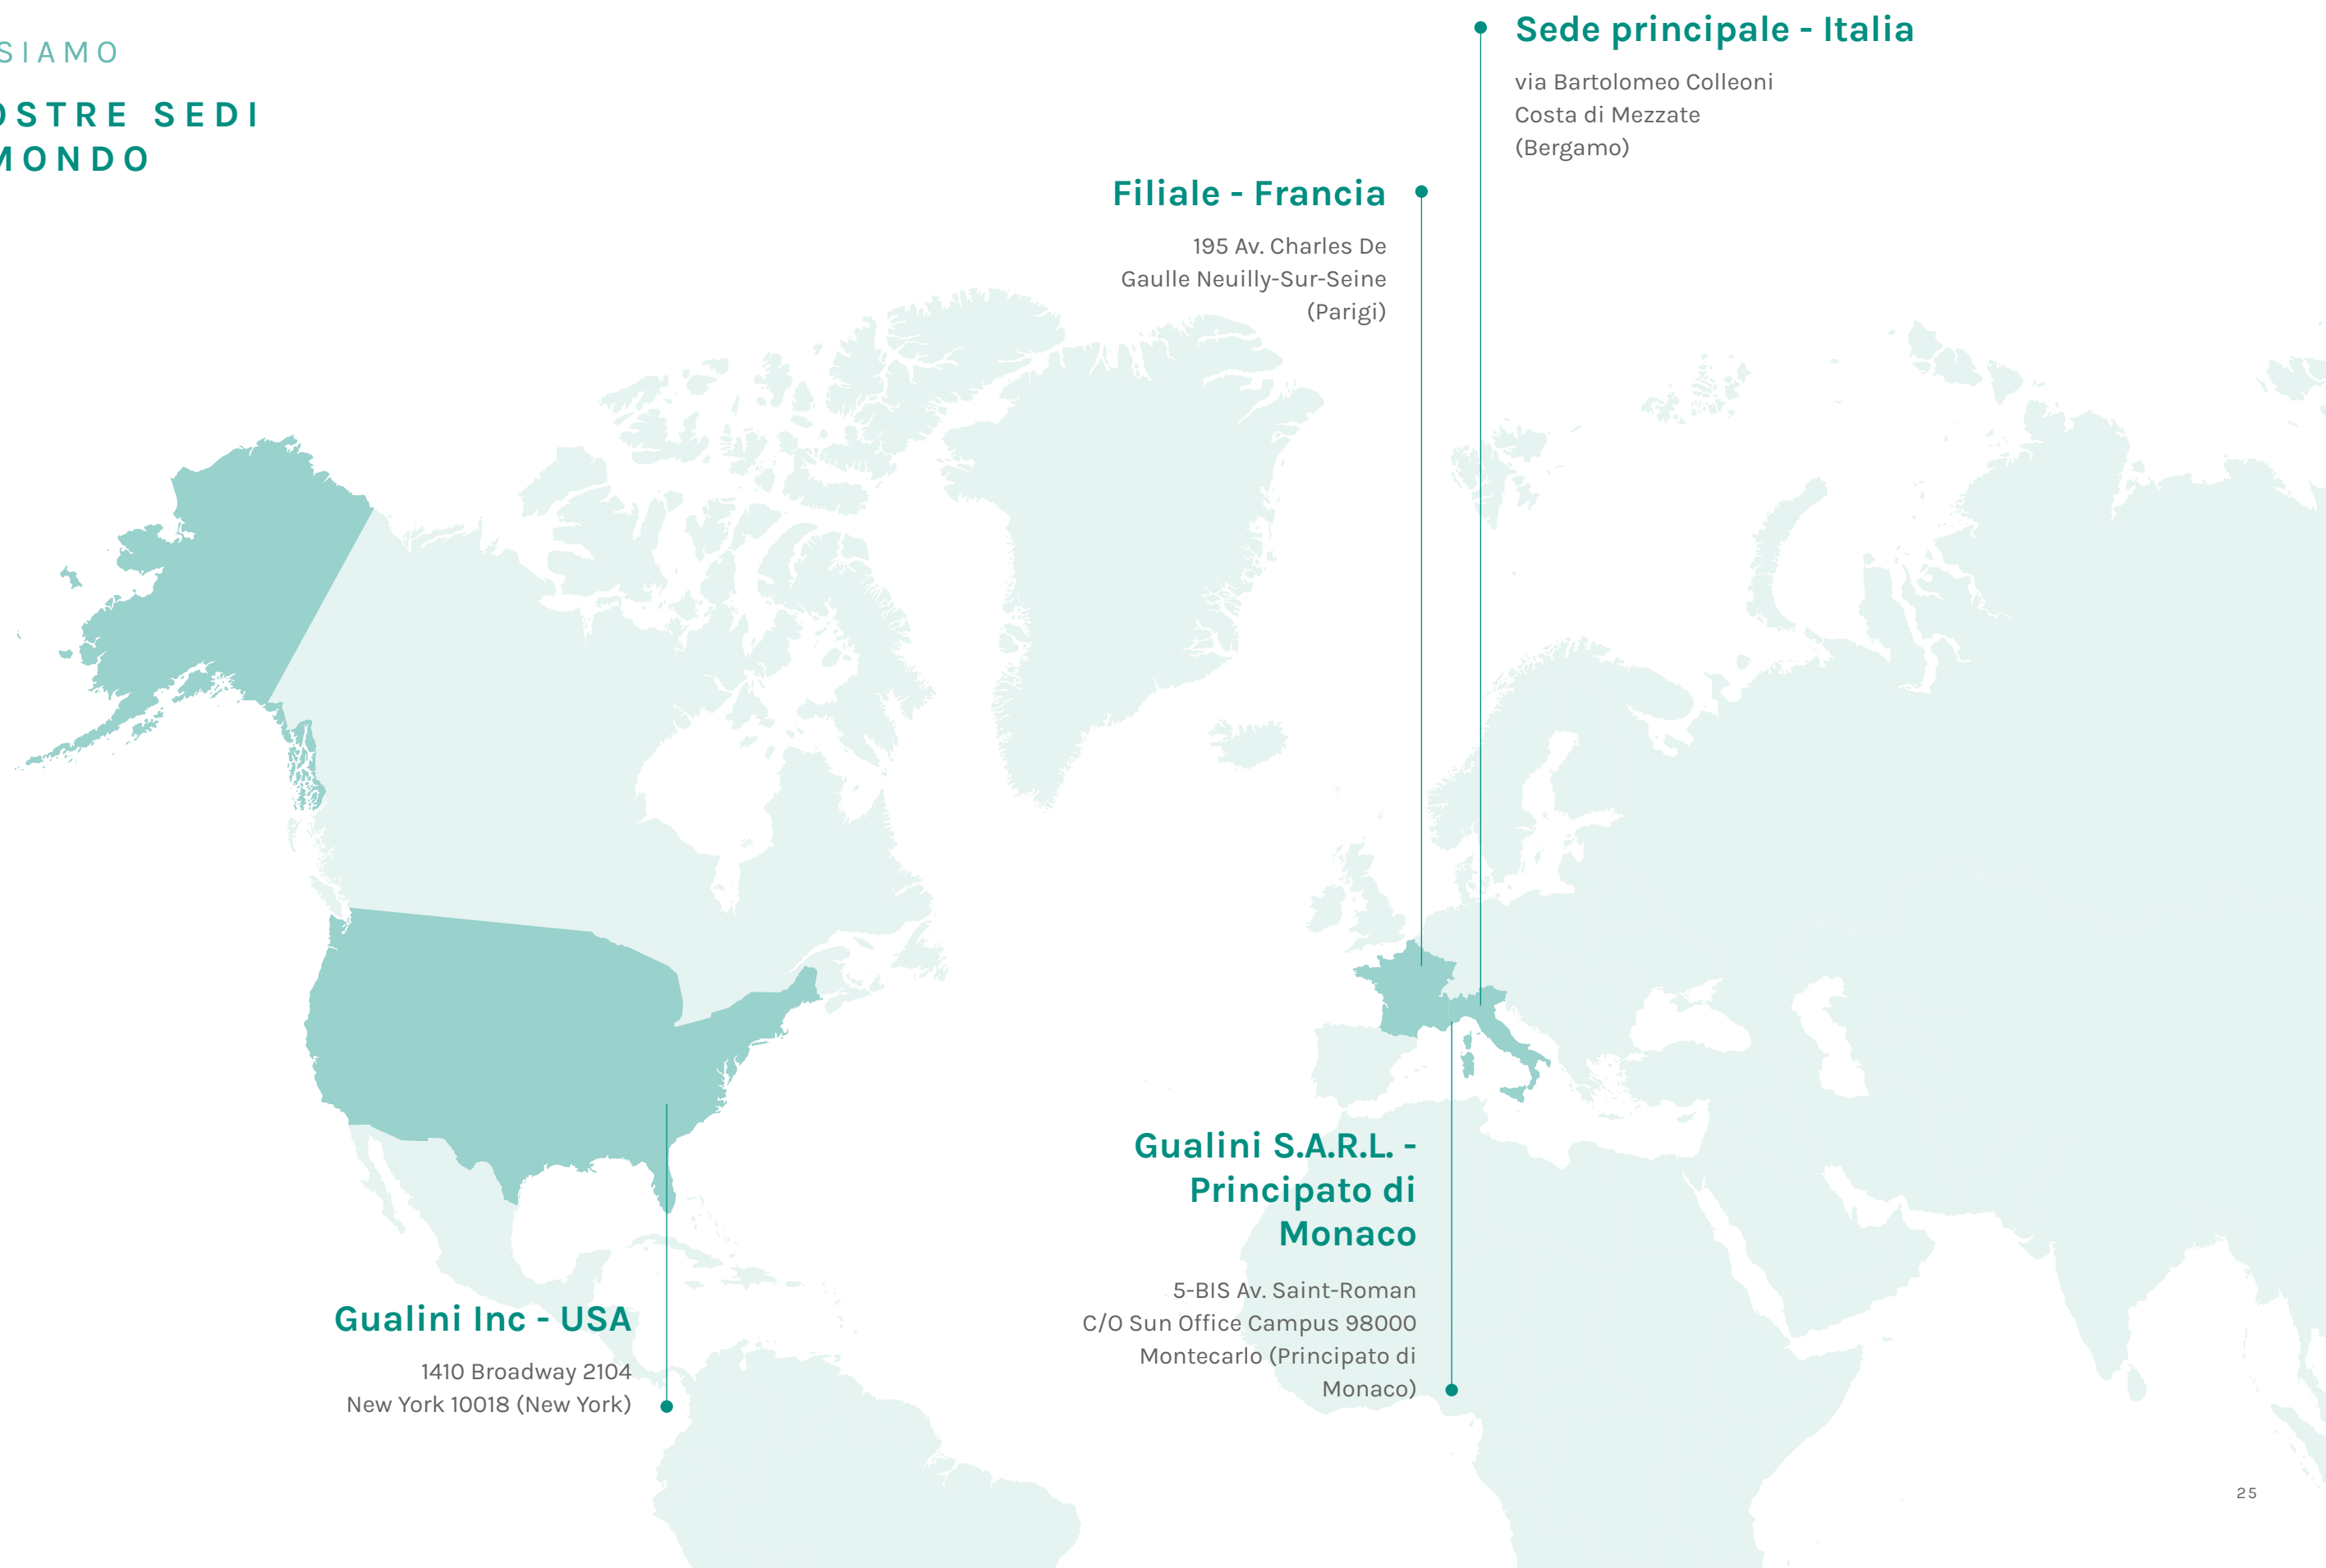 SIAMO
OSTRE SEDI
MONDO
Sede principale - Italia
via Bartolomeo Colleoni
Costa di Mezzate
(Bergamo)
Filiale - Francia
195 Av. Charles De
Gaulle Neuilly-Sur-Seine
(Parigi)
Gualini S.A.R.L. -
Principato di
Monaco
5-BIS Av. Saint-Roman
C/O Sun Office Campus 98000
Montecarlo (Principato di
Monaco)
Gualini Inc - USA
1410 Broadway 2104
New York 10018 (New York)
25